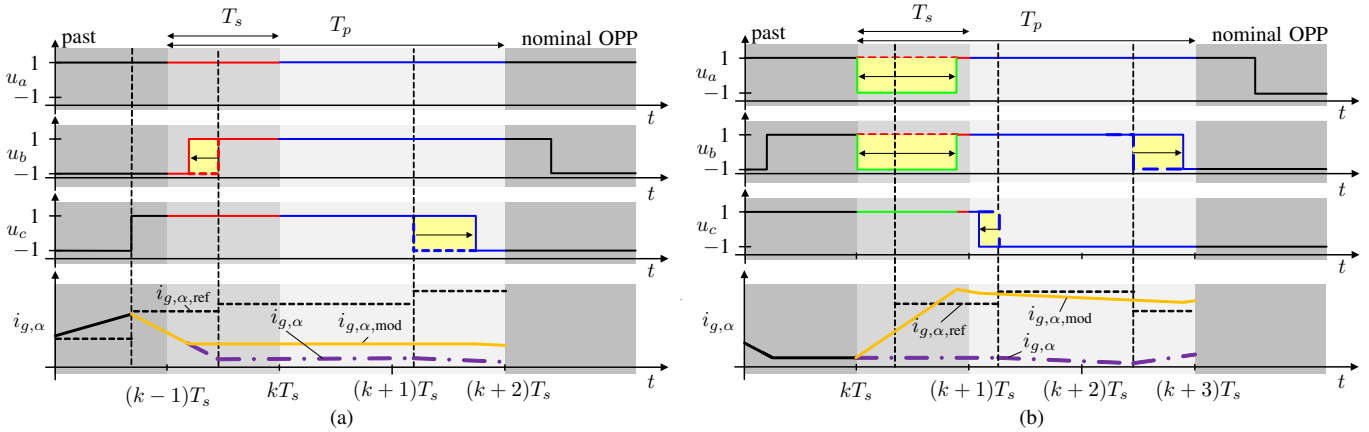 T_s
T_p
past
nominal OPP
1
u_a
−1
t
1
u_b
−1
t
1
u_c
−1
t
i_{g,α,ref}
i_{g,α}
i_{g,α}
i_{g,α,mod}
t
(k − 1)T_s
kT_s
(k + 1)T_s
(k + 2)T_s
(a)
T_s
T_p
past
nominal OPP
1
u_a
−1
t
1
u_b
−1
t
1
u_c
−1
t
i_{g,α}
i_{g,α,ref}
i_{g,α,mod}
i_{g,α}
t
kT_s
(k + 1)T_s
(k + 2)T_s
(k + 3)T_s
(b)